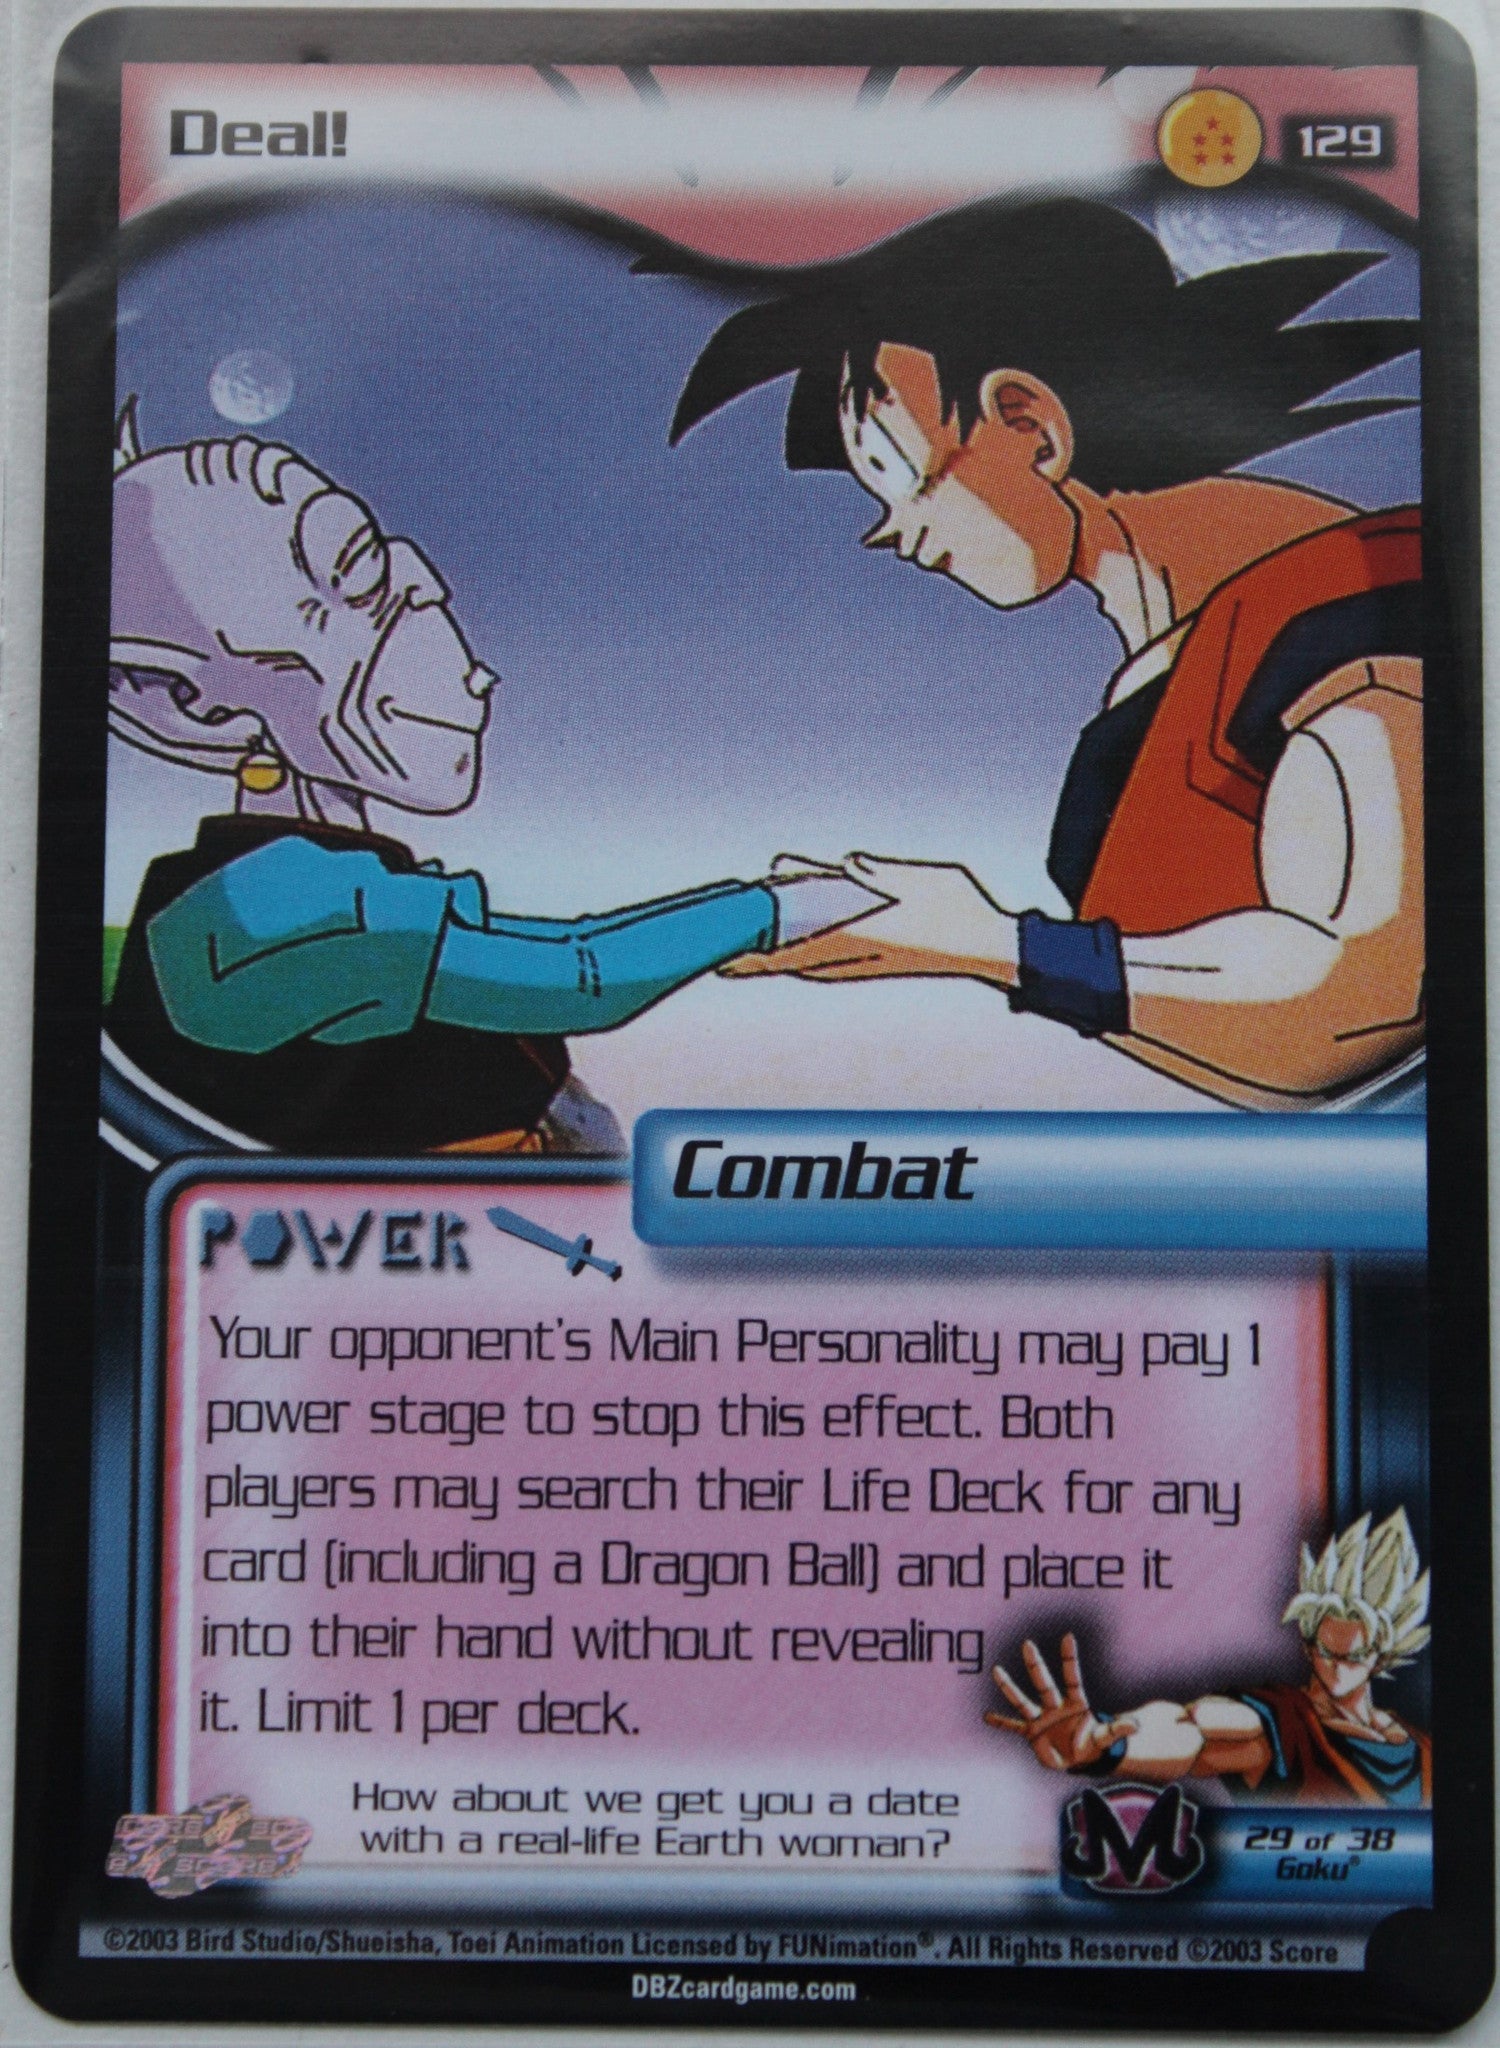 Deal!
129
Combat
POWER
Your opponent's Main Personality may pay 1
power stage to stop this effect. Both
players may search their Life Deck for any
card (including a Dragon Ball) and place it
into their hand without revealing
it. Limit 1 per deck.
How about we get you a date
with a real-life Earth woman?
SCORE
M
29 of 38
Goku®
©2003 Bird Studio/Shueisha, Toei Animation Licensed by FUNimation®. All Rights Reserved ©2003 Score
DBZcardgame.com